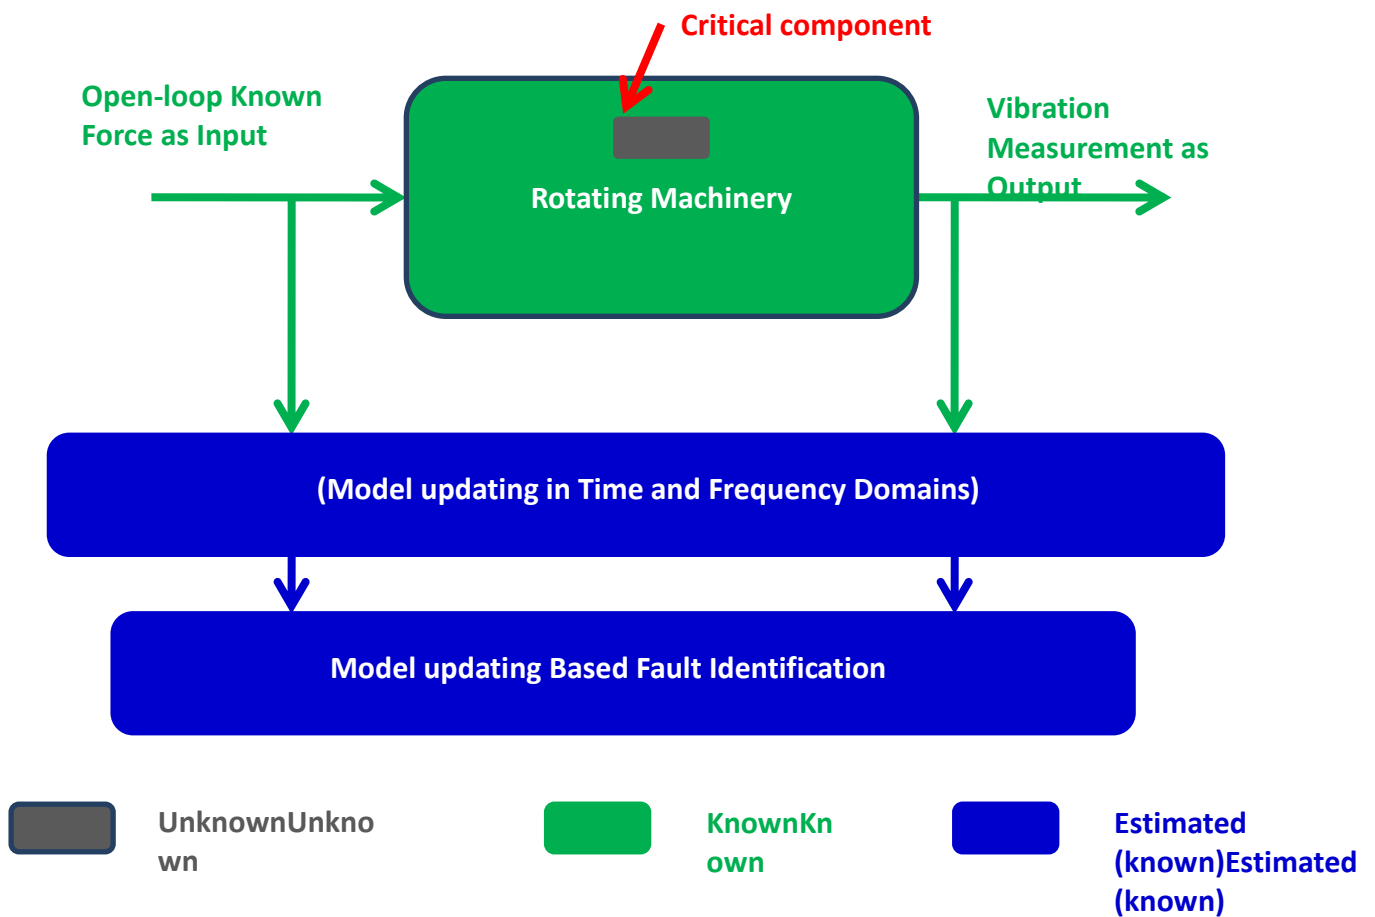 Critical component
Open-loop Known
Force as Input
Vibration
Measurement as
Output
Rotating Machinery
(Model updating in Time and Frequency Domains)
Model updating Based Fault Identification
UnknownUnkno
wn
KnownKn
own
Estimated
(known)Estimated
(known)